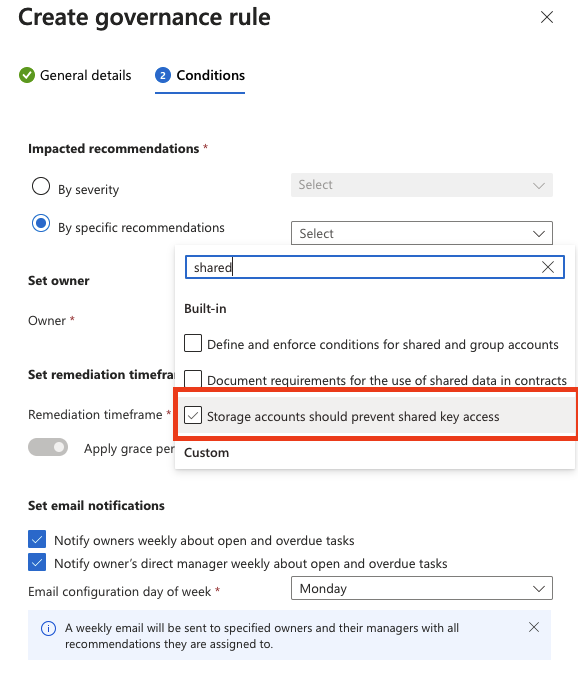 Create governance rule
General details
2 Conditions
Impacted recommendations *
By severity
Select
By specific recommendations
Select
shared
Set owner
Built-in
Owner *
Define and enforce conditions for shared and group accounts
Set remediation timefra
Document requirements for the use of shared data in contracts
Remediation timeframe *
Storage accounts should prevent shared key access
Apply grace per
Custom
Set email notifications
Notify owners weekly about open and overdue tasks
Notify owner's direct manager weekly about open and overdue tasks
Email configuration day of week *
Monday
A weekly email will be sent to specified owners and their managers with all
recommendations they are assigned to.